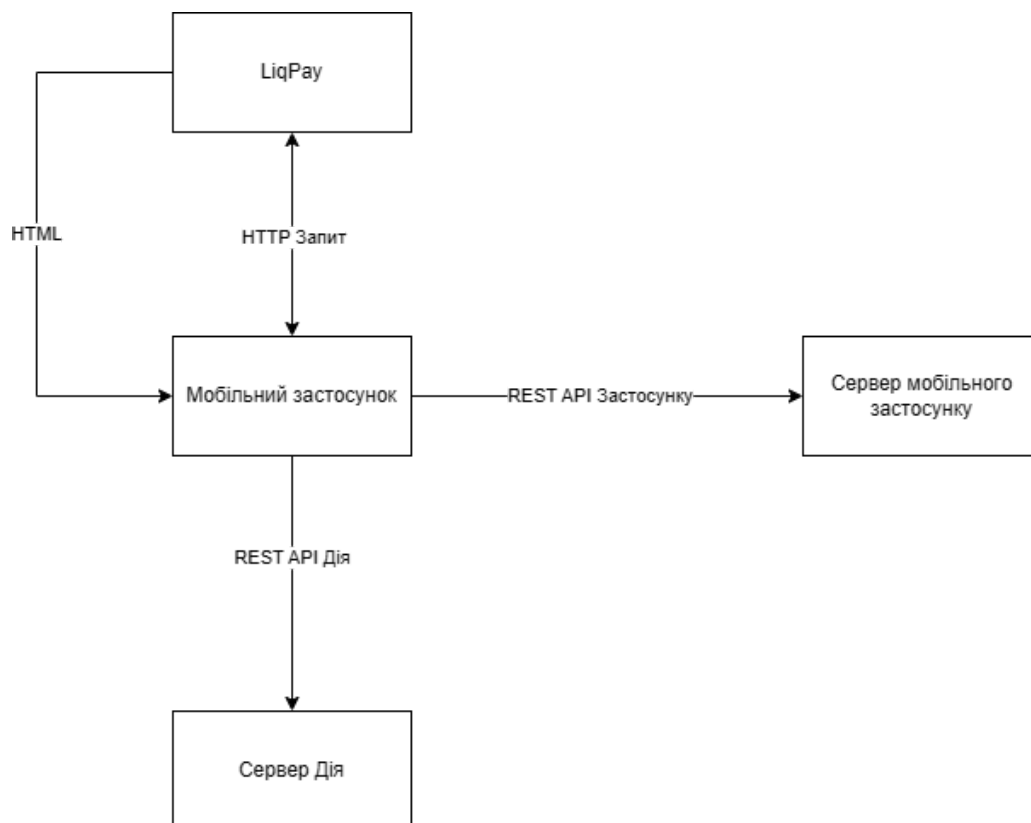 LiqPay
HTML
HTTP Запит
Мобільний застосунок
REST API Застосунку
Сервер мобільного
застосунку
REST API Дія
Сервер Дія